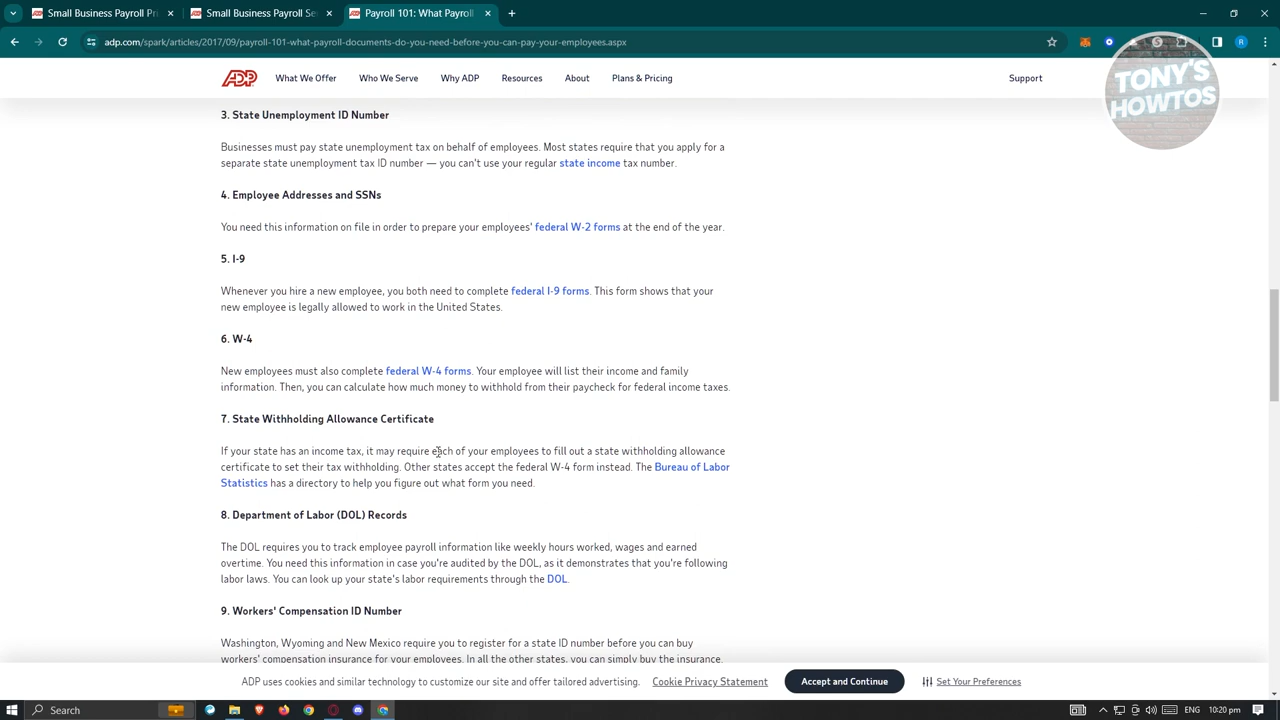 Small Business Payroll Pri
Small Business Payroll Se
Payroll 101: What Payroll
adp.com/spark/articles/2017/09/payroll-101-what-payroll-documents-do-you-need-before-you-can-pay-your-employees.aspx
R
TONY'S
HOWTOS
ADP
What We Offer
Who We Serve
Why ADP
Resources
About
Plans & Pricing
Support
3. State Unemployment ID Number
Businesses must pay state unemployment tax on behalf of employees. Most states require that you apply for a
separate state unemployment tax ID number — you can't use your regular state income tax number.
4. Employee Addresses and SSNs
You need this information on file in order to prepare your employees' federal W-2 forms at the end of the year.
5. I-9
Whenever you hire a new employee, you both need to complete federal I-9 forms. This form shows that your
new employee is legally allowed to work in the United States.
6. W-4
New employees must also complete federal W-4 forms. Your employee will list their income and family
information. Then, you can calculate how much money to withhold from their paycheck for federal income taxes.
7. State Withholding Allowance Certificate
If your state has an income tax, it may require each of your employees to fill out a state withholding allowance
certificate to set their tax withholding. Other states accept the federal W-4 form instead. The Bureau of Labor
Statistics has a directory to help you figure out what form you need.
8. Department of Labor (DOL) Records
The DOL requires you to track employee payroll information like weekly hours worked, wages and earned
overtime. You need this information in case you're audited by the DOL, as it demonstrates that you're following
labor laws. You can look up your state's labor requirements through the DOL.
9. Workers' Compensation ID Number
Washington, Wyoming and New Mexico require you to register for a state ID number before you can buy
workers' compensation insurance for your employees. In all the other states, you can simply buy the insurance.
ADP uses cookies and similar technology to customize our site and offer tailored advertising.
Cookie Privacy Statement
Accept and Continue
Set Your Preferences
Search
10:20 pm